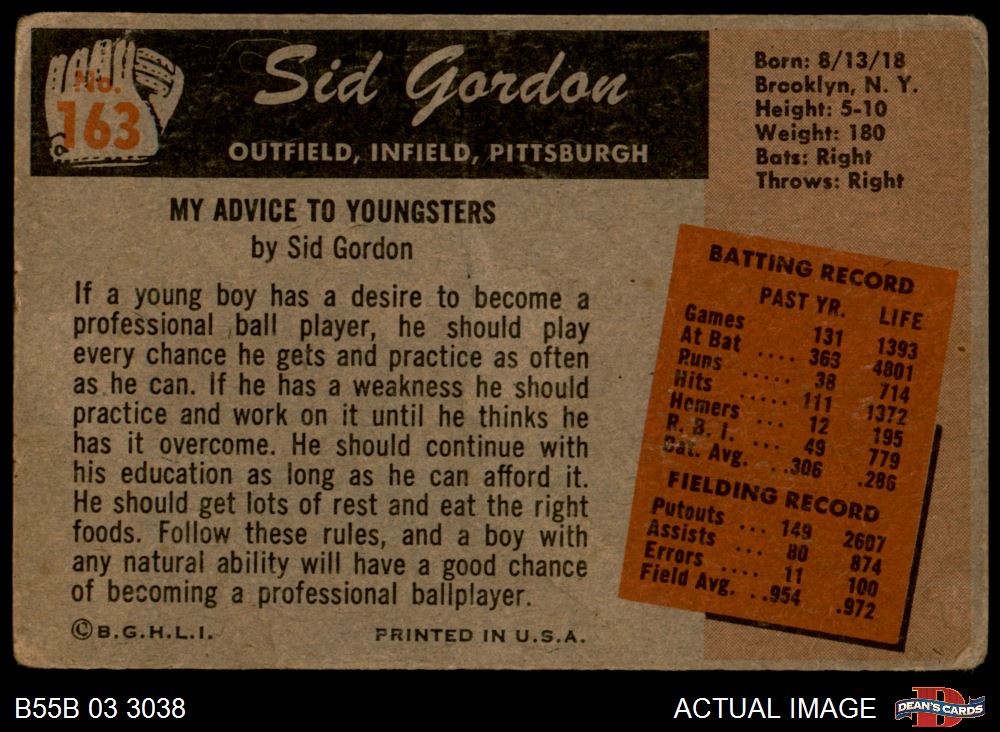 No.
163
Sid Gordon
OUTFIELD, INFIELD, PITTSBURGH
Born: 8/13/18
Brooklyn, N. Y.
Height: 5-10
Weight: 180
Bats: Right
Throws: Right
MY ADVICE TO YOUNGSTERS
by Sid Gordon
If a young boy has a desire to become a
professional ball player, he should play
every chance he gets and practice as often
as he can. If he has a weakness he should
practice and work on it until he thinks he
has it overcome. He should continue with
his education as long as he can afford it.
He should get lots of rest and eat the right
foods. Follow these rules, and a boy with
any natural ability will have a good chance
of becoming a professional ballplayer.
©B.G.H.L.I. PRINTED IN U.S.A.
BATTING RECORD
PAST YR. LIFE
Games 131 1393
At Bat .... 363 4801
Runs ..... 38 714
Hits ..... 111 1372
Homers ... 12 195
R. B. I. ... 49 779
Bat. Avg. ..306 .286
FIELDING RECORD
Putouts ... 149 2607
Assists ... 80 874
Errors .... 11 100
Field Avg. ..954 .972
B55B 03 3038 ACTUAL IMAGE
D
DEAN'S CARDS